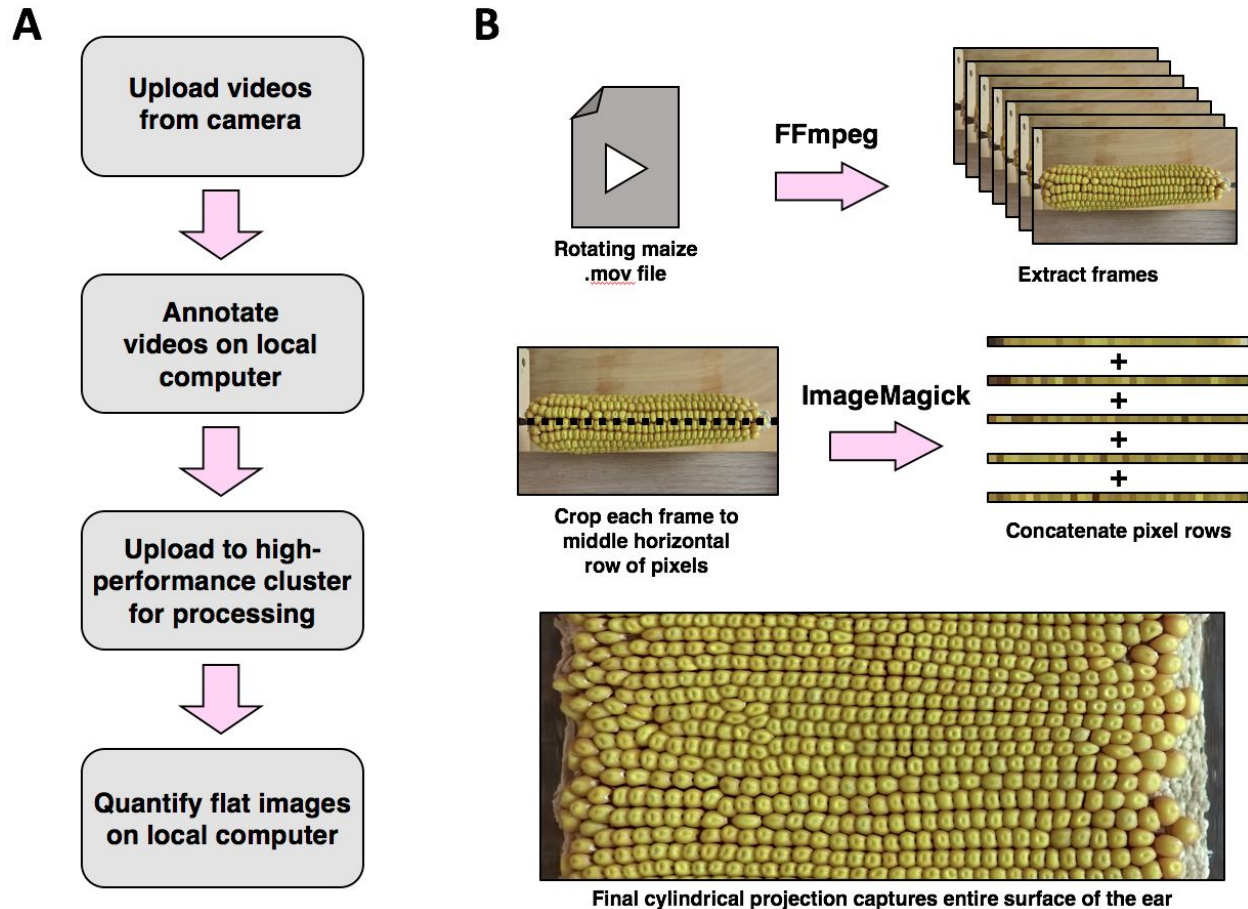 A
Upload videos
from camera
Annotate
videos on local
computer
Upload to high-
performance cluster
for processing
Quantify flat images
on local computer
B
Rotating maize
.mov file
FFmpeg
Extract frames
Crop each frame to
middle horizontal
row of pixels
ImageMagick
+
+
+
+
Concatenate pixel rows
Final cylindrical projection captures entire surface of the ear